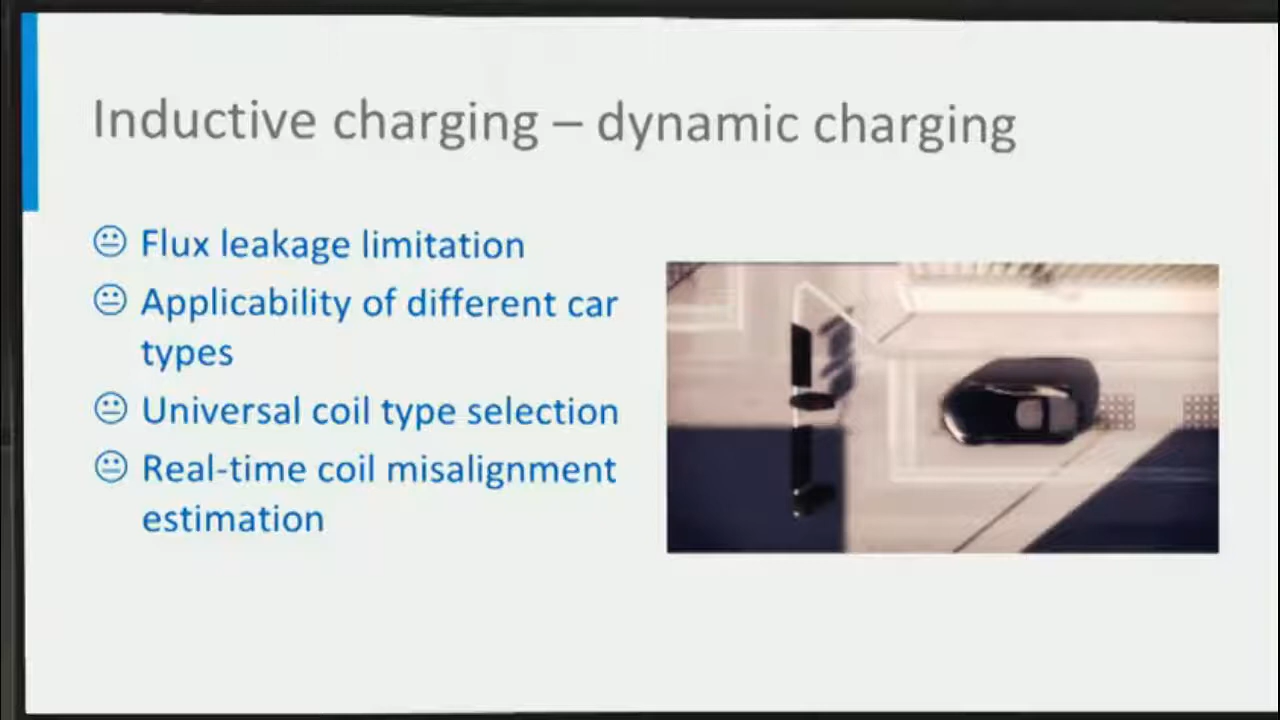 Inductive charging – dynamic charging
Flux leakage limitation
Applicability of different car
types
Universal coil type selection
Real-time coil misalignment
estimation